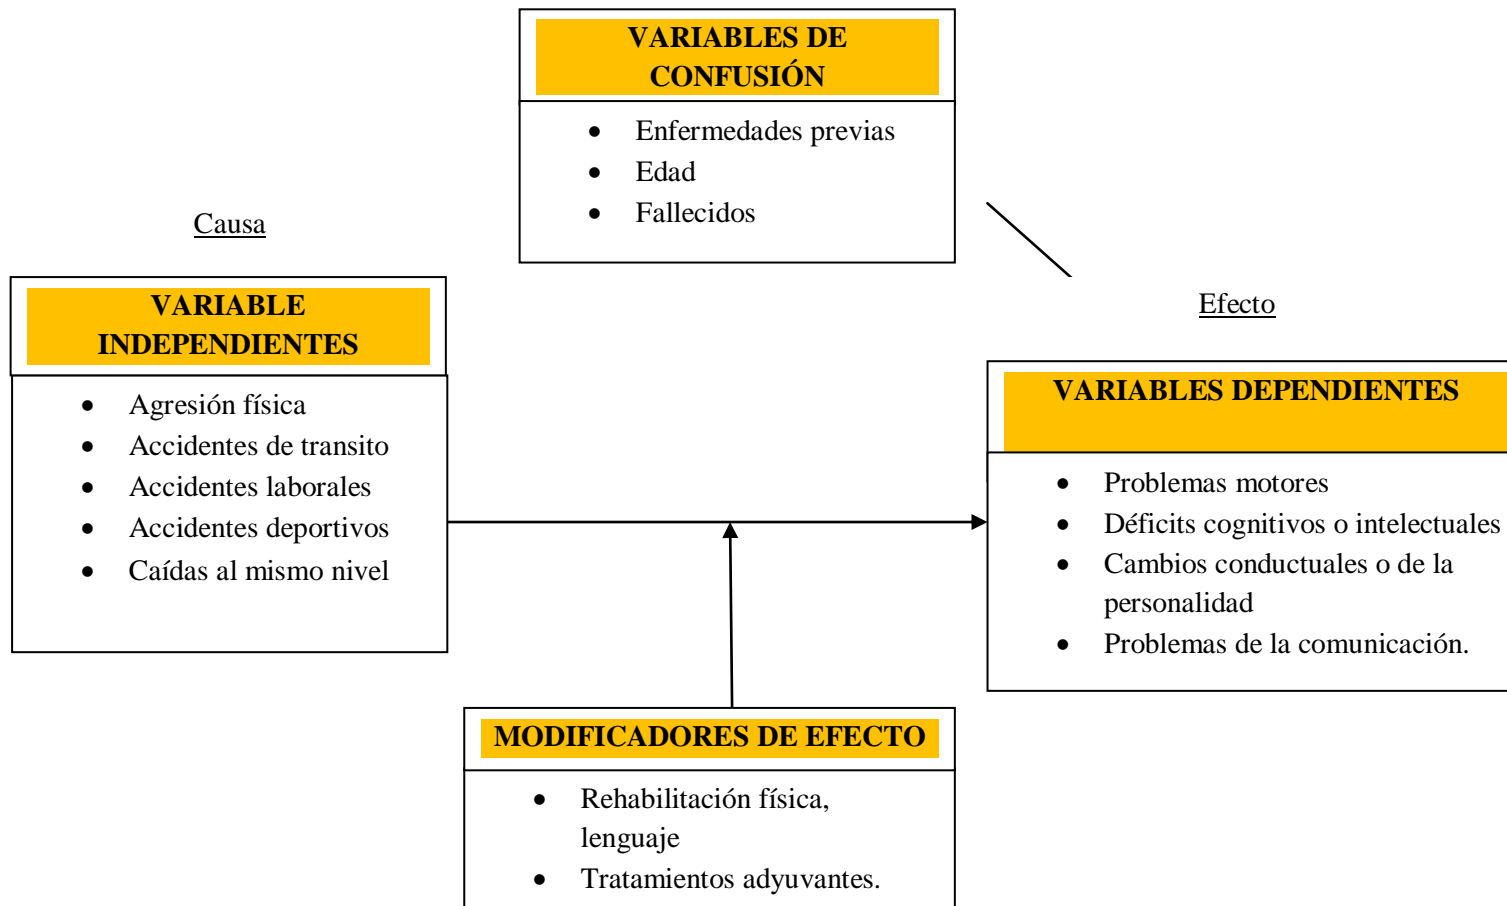 VARIABLES DE
CONFUSIÓN
• Enfermedades previas
• Edad
• Fallecidos
Causa
VARIABLE
INDEPENDIENTES
• Agresión física
• Accidentes de transito
• Accidentes laborales
• Accidentes deportivos
• Caídas al mismo nivel
Efecto
VARIABLES DEPENDIENTES
• Problemas motores
• Déficits cognitivos o intelectuales
• Cambios conductuales o de la
personalidad
• Problemas de la comunicación.
MODIFICADORES DE EFECTO
• Rehabilitación física,
lenguaje
• Tratamientos adyuvantes.